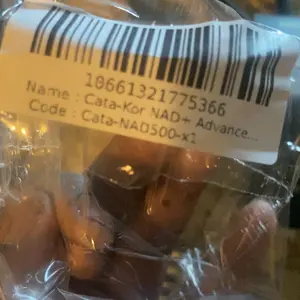 10661321775366
Name : Cata-Kor NAD+ Advance...
Code : Cata-NAD500-x1